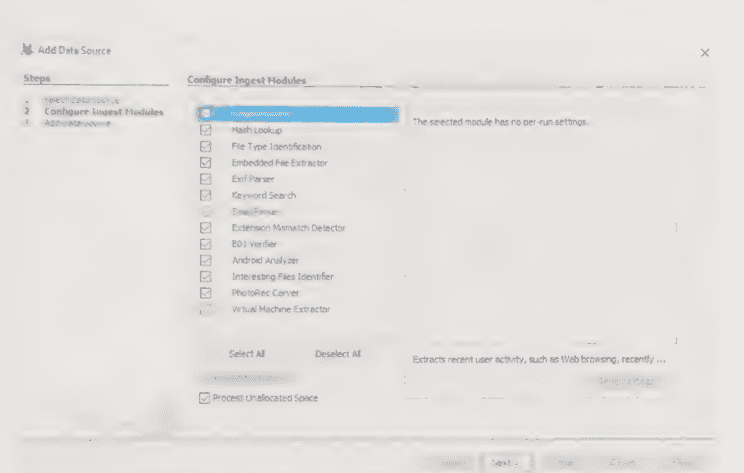 Add Data Source
Steps
Configure Ingest Modules
2 Configure Ingest Modules
Hash Lookup
The selected module has no per-run settings.
File Type Identification
Embedded File Extractor
Exif Parser
Keyword Search
Extension Mismatch Detector
E01 Verifier
Android Analyzer
Interesting Files Identifier
PhotoRec Carver
Virtual Machine Extractor
Select All Deselect All
Extracts recent user activity, such as Web browsing, recently ...
Process Unallocated Space
Next